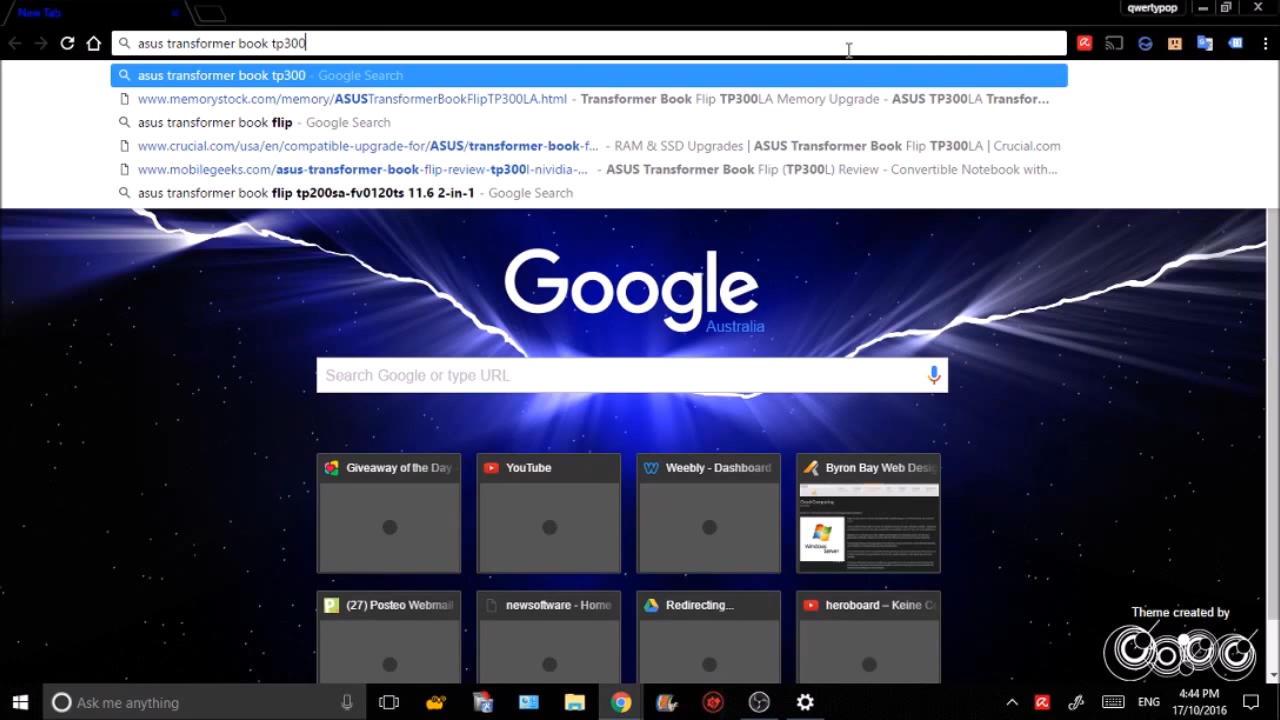 New Tab
qwertypop
asus transformer book tp300
asus transformer book tp300 - Google Search
www.memorystock.com/memory/ASUSTransformerBookFlipTP300LA.html - Transformer Book Flip TP300LA Memory Upgrade - ASUS TP300LA Transfor...
asus transformer book flip - Google Search
www.crucial.com/usa/en/compatible-upgrade-for/ASUS/transformer-book-f... - RAM & SSD Upgrades | ASUS Transformer Book Flip TP300LA | Crucial.com
www.mobilegeeks.com/asus-transformer-book-flip-review-tp300l-nividia-... - ASUS Transformer Book Flip (TP300L) Review - Convertible Notebook with...
asus transformer book flip tp200sa-fv0120ts 11.6 2-in-1 - Google Search
Google
Australia
Search Google or type URL
Giveaway of the Day
YouTube
Weebly - Dashboard
Byron Bay Web Desi
Windows
Server
(27) Posteo Webmail
newsoftware - Home
Redirecting...
heroboard – Keine C
Theme created by
Ask me anything
ENG
4:44 PM
17/10/2016